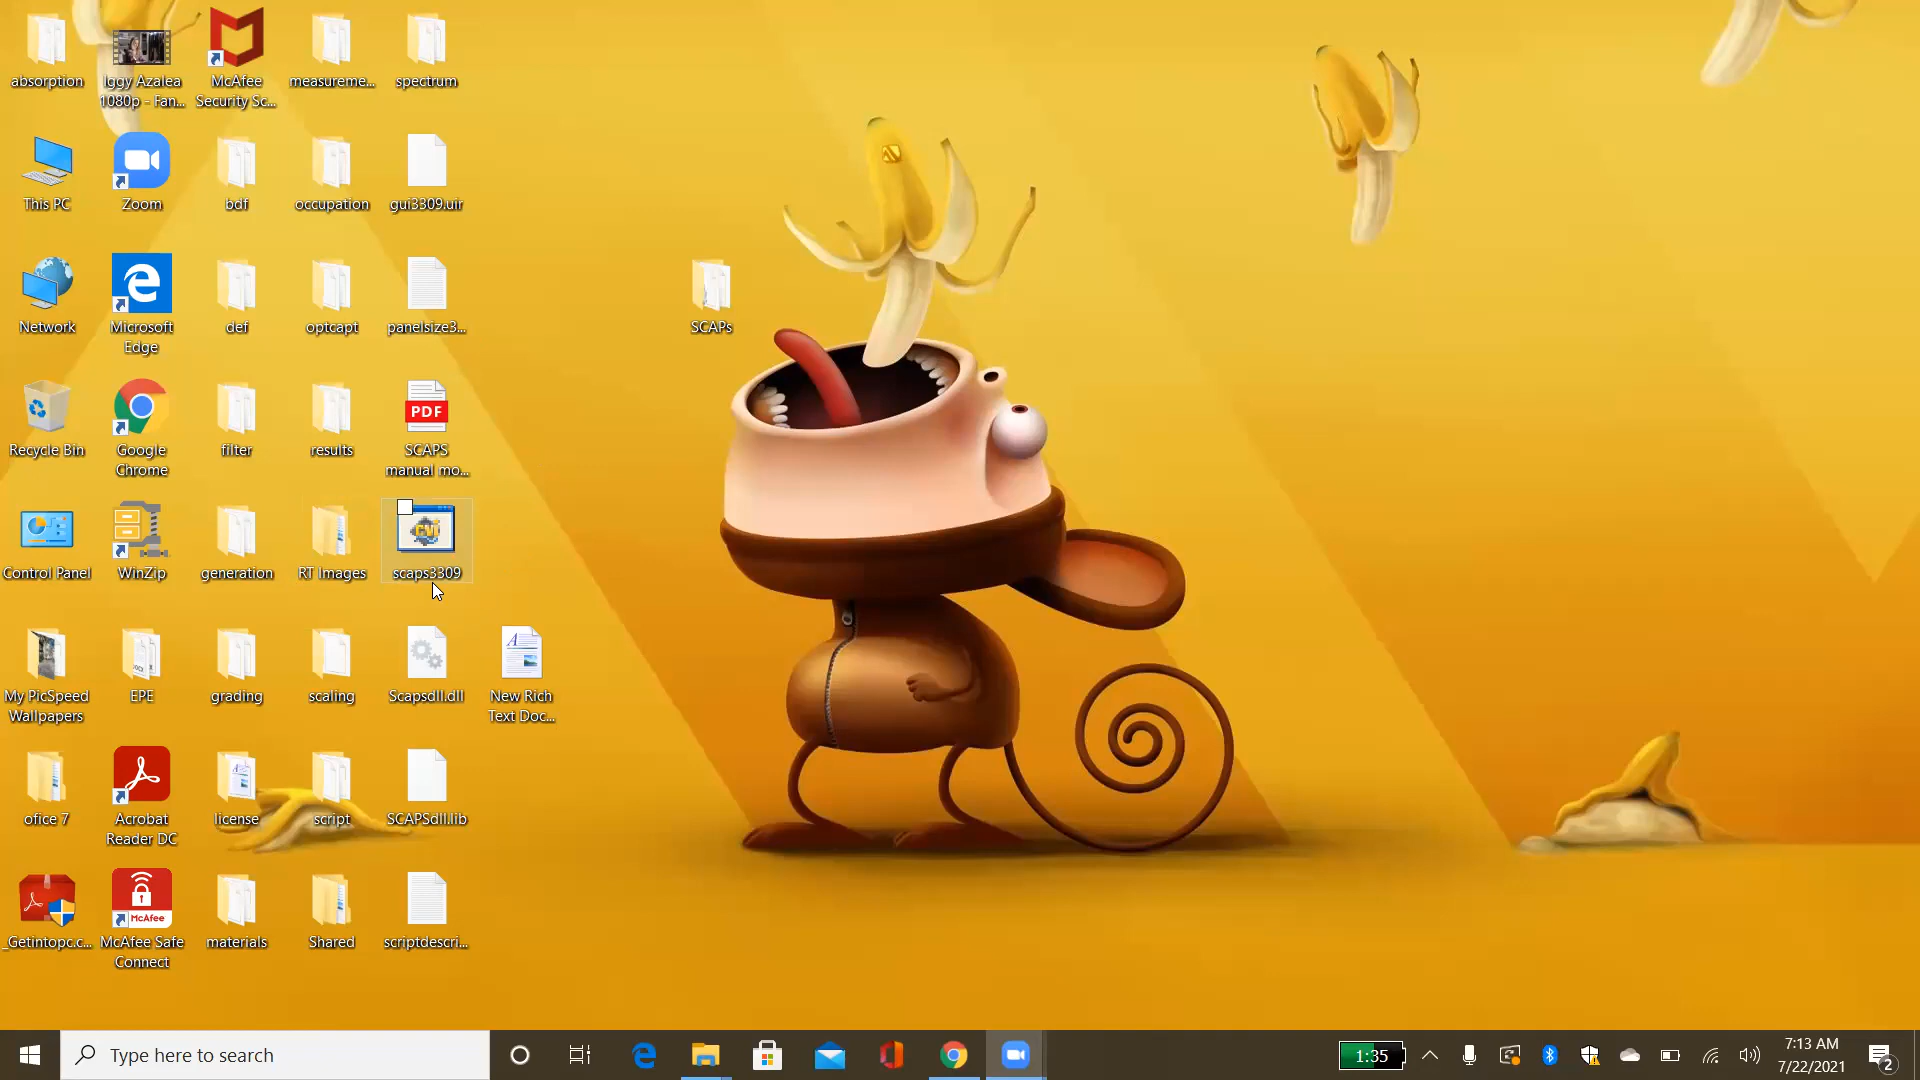 absorption
Iggy Azalea
1080p - Fan...
McAfee
Security Sc...
measureme...
spectrum
This PC
Zoom
bdf
occupation
gui3309.uir
Network
Microsoft
Edge
def
optcapt
panelsize3...
SCAPs
Recycle Bin
Google
Chrome
filter
results
PDF
SCAPS
manual mo...
Control Panel
WinZip
generation
RT Images
CVI
scaps3309
My PicSpeed
Wallpapers
EPE
grading
scaling
Scapsdll.dll
New Rich
Text Doc...
ofice 7
Acrobat
Reader DC
license
script
SCAPSdll.lib
_Getintopc.c...
McAfee
McAfee Safe
Connect
materials
Shared
scriptdescri...
Type here to search
1:35
7:13 AM
7/22/2021
2